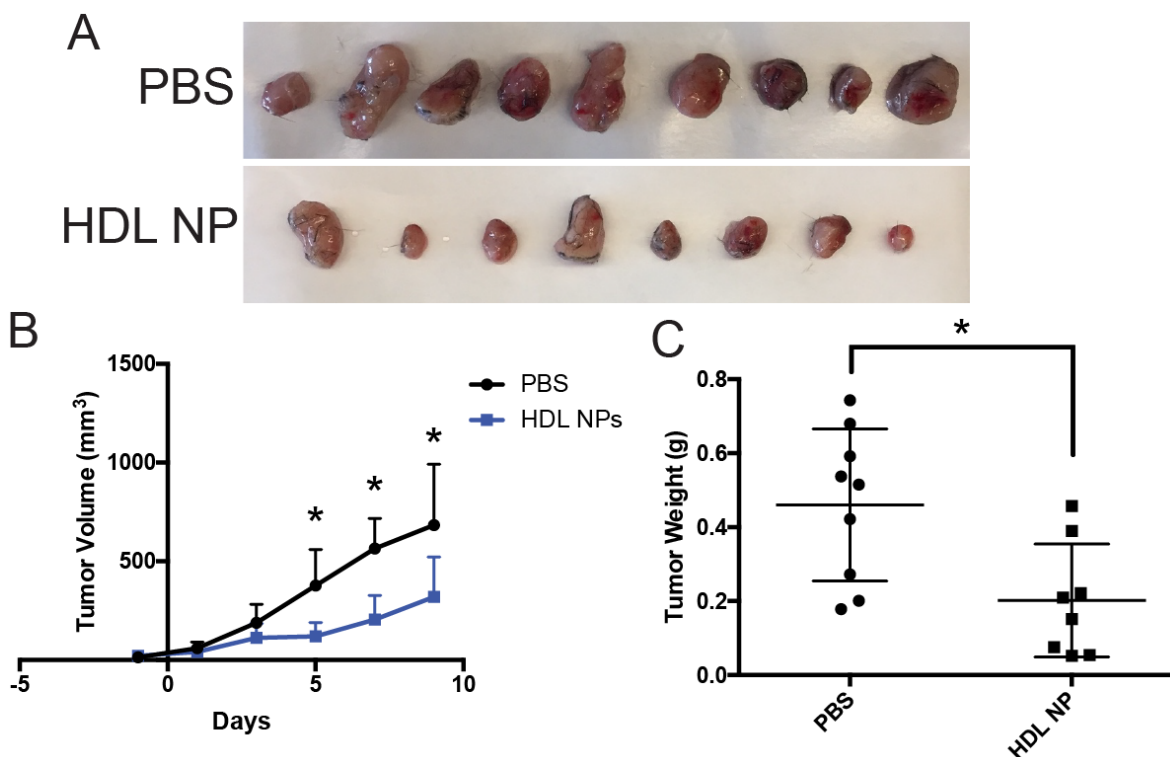 A
PBS
HDL NP
B
Tumor Volume (mm³)
1500
1000
500
-5
0
5
10
Days
PBS
HDL NPs
*
*
*
C
*
Tumor Weight (g)
0.8
0.6
0.4
0.2
0.0
PBS
HDL NP